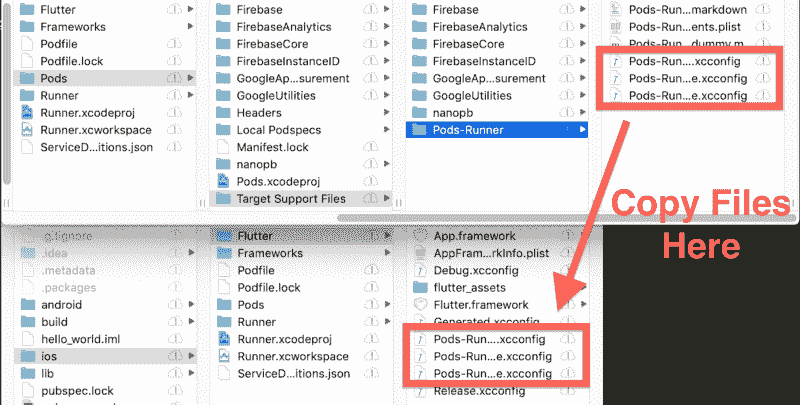 Flutter
Frameworks
Podfile
Podfile.lock
Pods
Runner
Runner.xcodeproj
Runner.xcworkspace
ServiceD...itions.json
Firebase
FirebaseAnalytics
FirebaseCore
FirebaseInstanceID
GoogleAp...surement
GoogleUtilities
Headers
Local Podspecs
Manifest.lock
nanopb
Pods.xcodeproj
Target Support Files
Firebase
FirebaseAnalytics
FirebaseCore
FirebaseInstanceID
GoogleAp...surement
GoogleUtilities
nanopb
Pods-Runner
Pods-Run...markdown
Pods-Run...ents.plist
Pods-Run...dummy.m
Pods-Run....xcconfig
Pods-Run...e.xcconfig
Pods-Run...e.xcconfig
Copy Files
Here
.gitignore
.idea
.metadata
.packages
android
build
hello_world.iml
ios
lib
pubspec.lock
Flutter
Frameworks
Podfile
Podfile.lock
Pods
Runner
Runner.xcodeproj
Runner.xcworkspace
ServiceD...itions.json
App.framework
AppFram...rkInfo.plist
Debug.xcconfig
flutter_assets
Flutter.framework
Generated.xcconfig
Pods-Run....xcconfig
Pods-Run...e.xcconfig
Pods-Run...e.xcconfig
Release.xcconfig